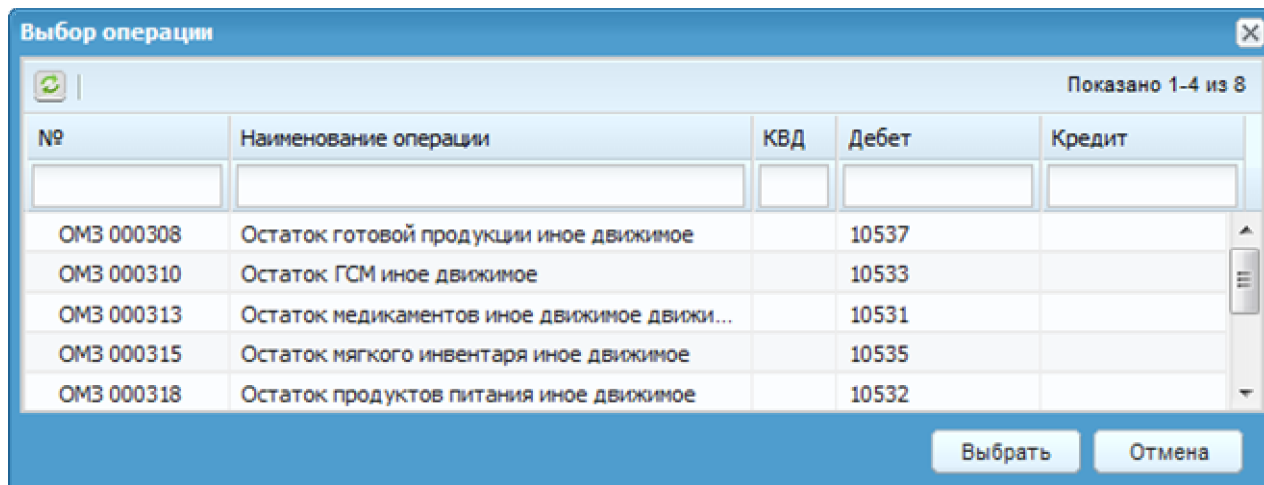 Выбор операции
Показано 1-4 из 8
№ Наименование операции КВД Дебет Кредит
ОМЗ 000308 Остаток готовой продукции иное движимое 10537
ОМЗ 000310 Остаток ГСМ иное движимое 10533
ОМЗ 000313 Остаток медикаментов иное движимое движи... 10531
ОМЗ 000315 Остаток мягкого инвентаря иное движимое 10535
ОМЗ 000318 Остаток продуктов питания иное движимое 10532
Выбрать Отмена